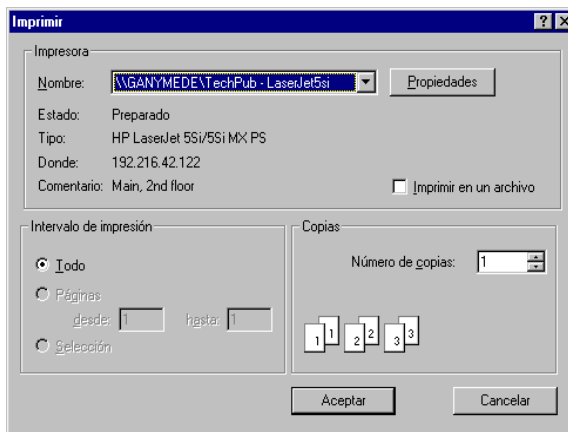 Imprimir
Impresora
Nombre: \\GANYMEDE\TechPub - LaserJet5si Propiedades
Estado: Preparado
Tipo: HP LaserJet 5Si/5Si MX PS
Donde: 192.216.42.122
Comentario: Main, 2nd floor Imprimir en un archivo
Intervalo de impresión
Todo
Páginas
desde: 1 hasta: 1
Selección
Copias
Número de copias: 1
1 1 2 2 3 3
Aceptar Cancelar